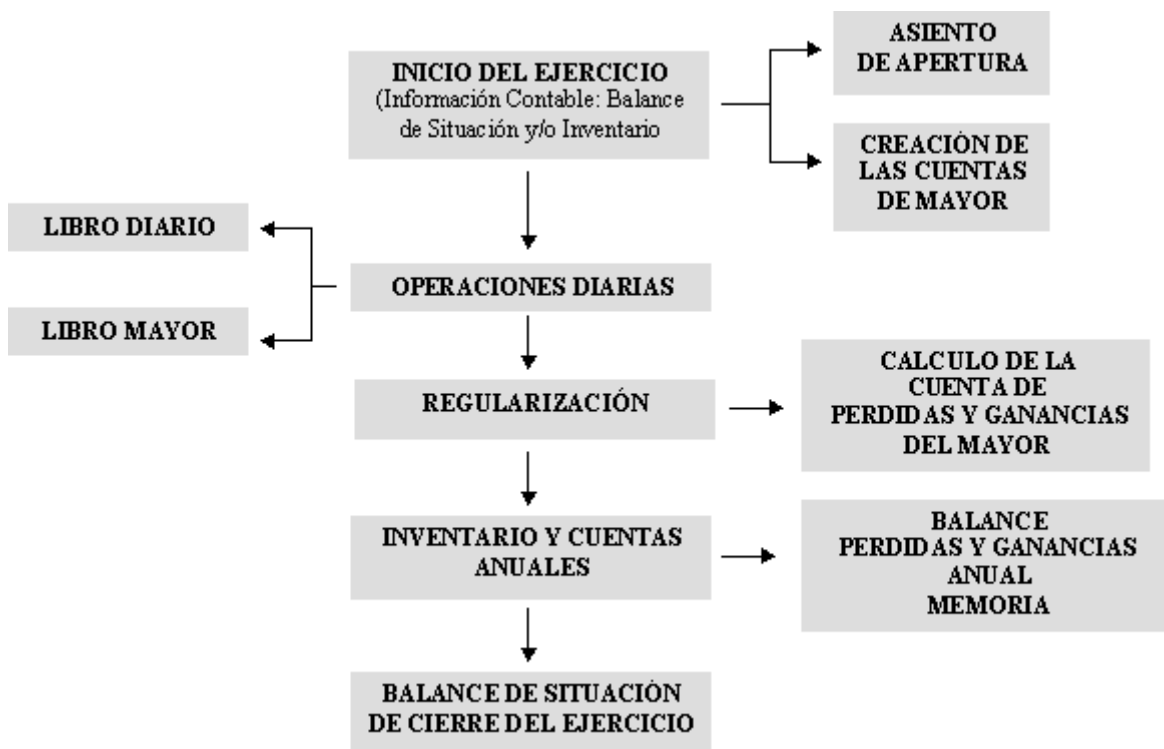 INICIO DEL EJERCICIO
(Información Contable: Balance
de Situación y/o Inventario
ASIENTO
DE APERTURA
CREACIÓN DE
LAS CUENTAS
DE MAYOR
LIBRO DIARIO
LIBRO MAYOR
OPERACIONES DIARIAS
REGULARIZACIÓN
CALCULO DE LA
CUENTA DE
PERDIDAS Y GANANCIAS
DEL MAYOR
INVENTARIO Y CUENTAS
ANUALES
BALANCE
PERDIDAS Y GANANCIAS
ANUAL
MEMORIA
BALANCE DE SITUACIÓN
DE CIERRE DEL EJERCICIO